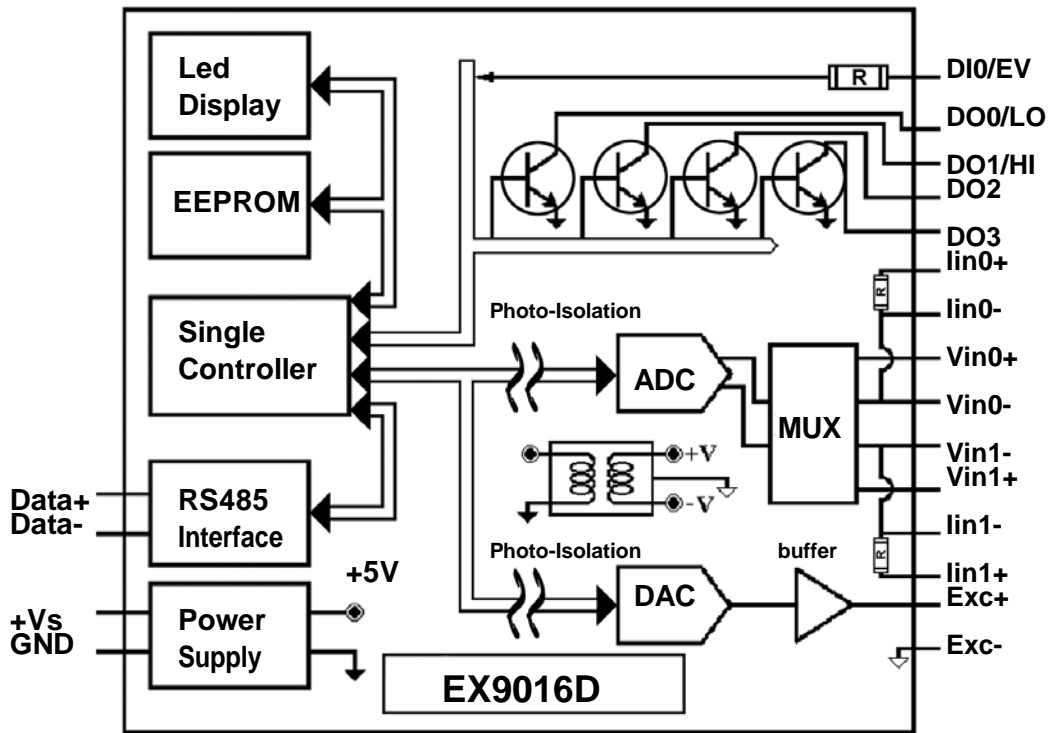 Led
Display
EEPROM
Single
Controller
RS485
Interface
Power
Supply
Data+
Data-
+Vs
GND
+5V
Photo-Isolation
ADC
MUX
+V
-V
Photo-Isolation
DAC
buffer
EX9016D
R
DI0/EV
DO0/LO
DO1/HI
DO2
DO3
Iin0+
R
Iin0-
Vin0+
Vin0-
Vin1-
Vin1+
Iin1-
R
Iin1+
Exc+
Exc-